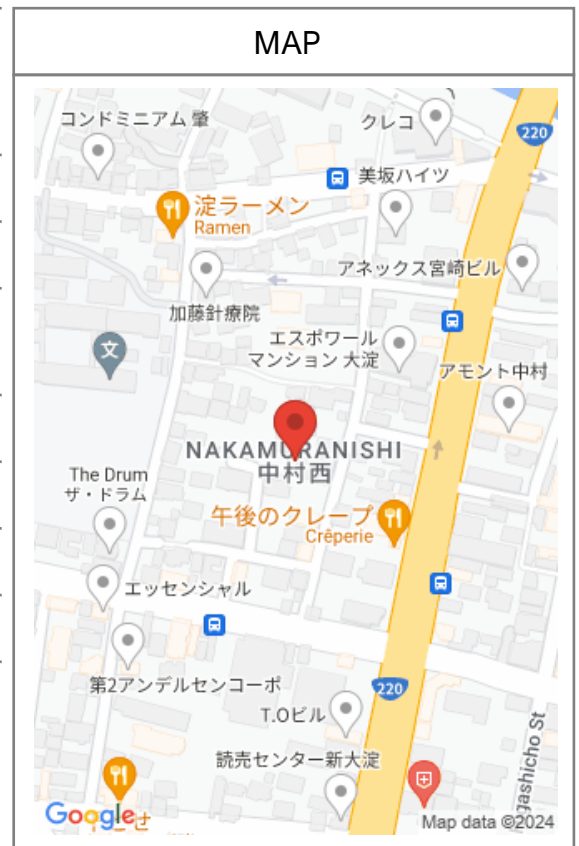 MAP
コンドミニアム 肇
クレコ
220
美坂ハイツ
淀ラーメン
Ramen
アネックス宮崎ビル
加藤針療院
エスポワール
マンション 大淀
文
アモント中村
NAKAMURANISHI
中村西
The Drum
ザ・ドラム
午後のクレープ
Crêperie
エッセンシャル
第2アンデルセンコーポ
220
T.Oビル
読売センター新大淀
gashicho St
Google
せ
Map data ©2024